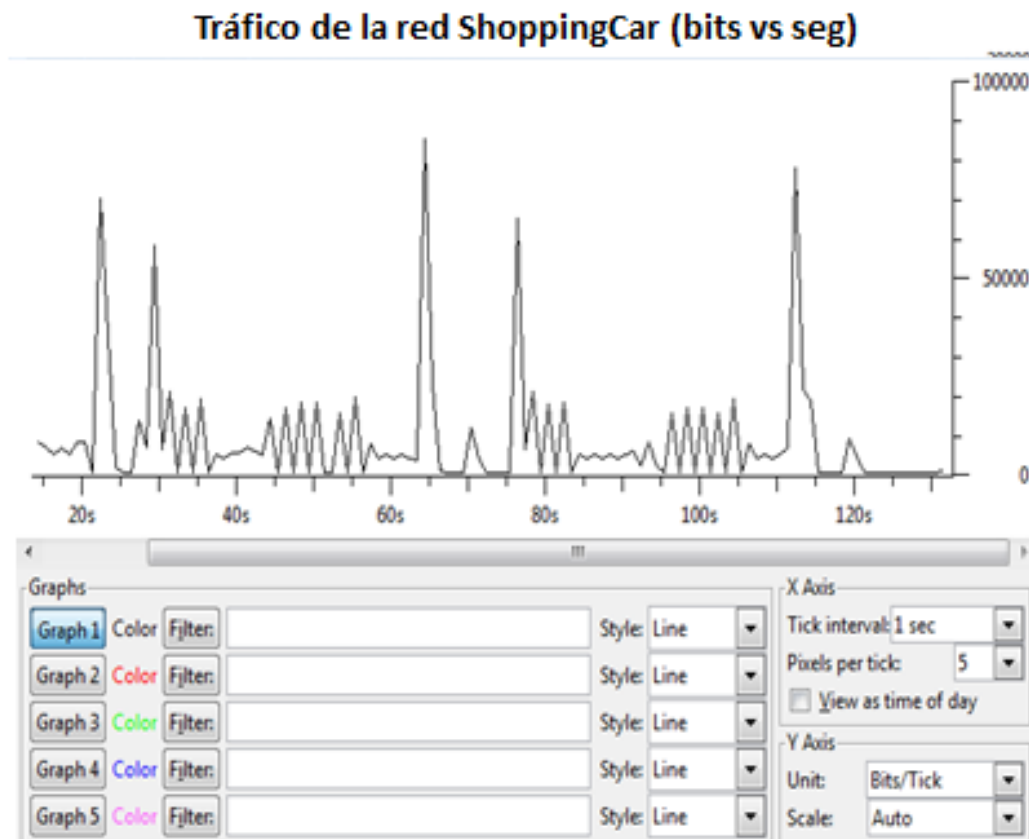 Tráfico de la red ShoppingCar (bits vs seg)
100000
50000
0
20s 40s 60s 80s 100s 120s
Graphs
Graph 1 Color Filter: Style: Line
Graph 2 Color Filter: Style: Line
Graph 3 Color Filter: Style: Line
Graph 4 Color Filter: Style: Line
Graph 5 Color Filter: Style: Line
X Axis
Tick interval: 1 sec
Pixels per tick: 5
View as time of day
Y Axis
Unit: Bits/Tick
Scale: Auto